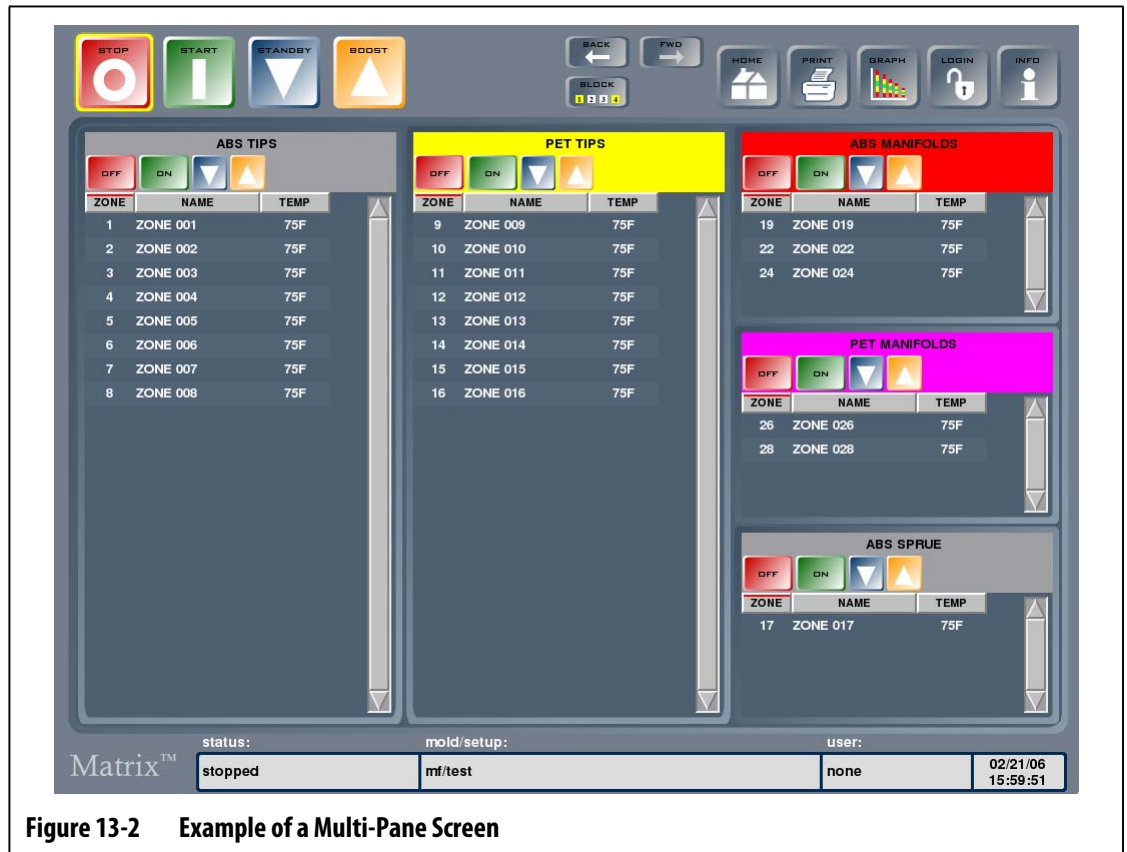 STOP START STANDBY BOOST BACK FWD
BLOCK
1 2 3 4
HOME PRINT GRAPH LOGIN INFO
ABS TIPS
OFF ON
ZONE NAME TEMP
1 ZONE 001 75F
2 ZONE 002 75F
3 ZONE 003 75F
4 ZONE 004 75F
5 ZONE 005 75F
6 ZONE 006 75F
7 ZONE 007 75F
8 ZONE 008 75F
PET TIPS
OFF ON
ZONE NAME TEMP
9 ZONE 009 75F
10 ZONE 010 75F
11 ZONE 011 75F
12 ZONE 012 75F
13 ZONE 013 75F
14 ZONE 014 75F
15 ZONE 015 75F
16 ZONE 016 75F
ABS MANIFOLDS
OFF ON
ZONE NAME TEMP
19 ZONE 019 75F
22 ZONE 022 75F
24 ZONE 024 75F
PET MANIFOLDS
OFF ON
ZONE NAME TEMP
26 ZONE 026 75F
28 ZONE 028 75F
ABS SPRUE
OFF ON
ZONE NAME TEMP
17 ZONE 017 75F
Matrix™
status: mold/setup: user:
stopped mf/test none 02/21/06
15:59:51
Figure 13-2 Example of a Multi-Pane Screen